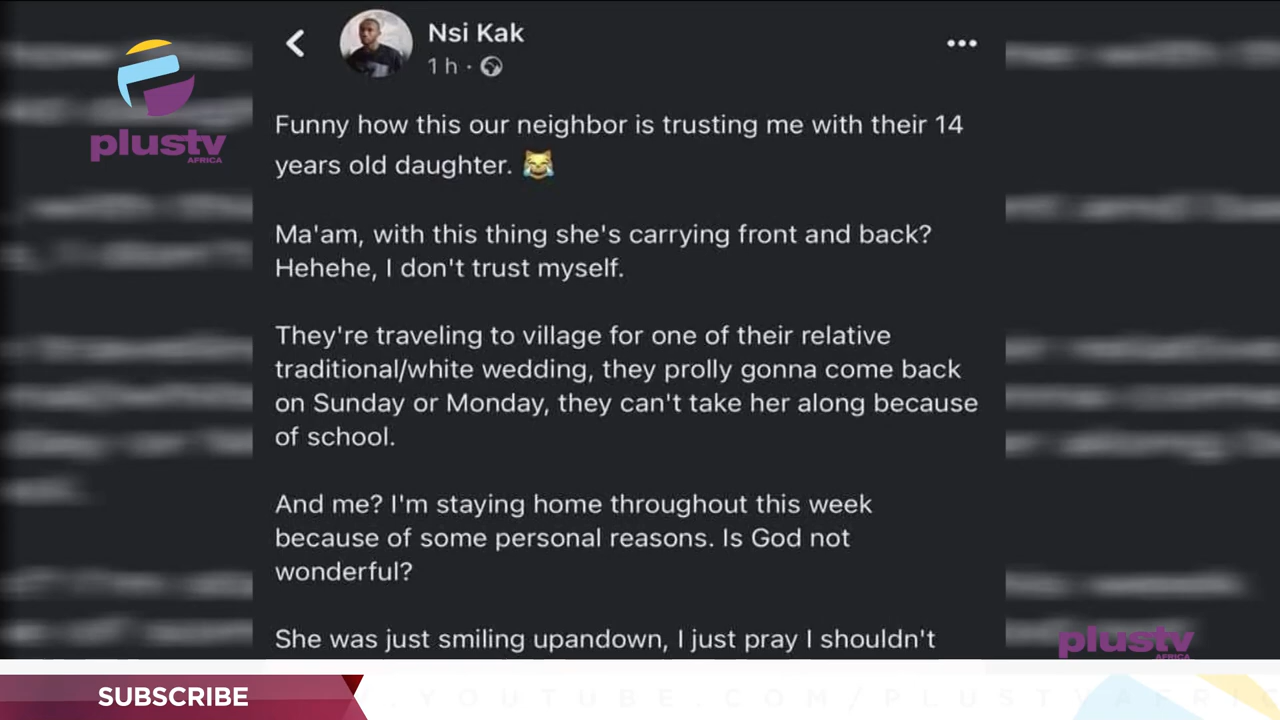 Nsi Kak
1 h ·
plustv
AFRICA
Funny how this our neighbor is trusting me with their 14
years old daughter. 😹
Ma'am, with this thing she's carrying front and back?
Hehehe, I don't trust myself.
They're traveling to village for one of their relative
traditional/white wedding, they prolly gonna come back
on Sunday or Monday, they can't take her along because
of school.
And me? I'm staying home throughout this week
because of some personal reasons. Is God not
wonderful?
She was just smiling upandown, I just pray I shouldn't
plustv
AFRICA
SUBSCRIBE
.YOUTUBE.COM/PLUSTVAFRIC